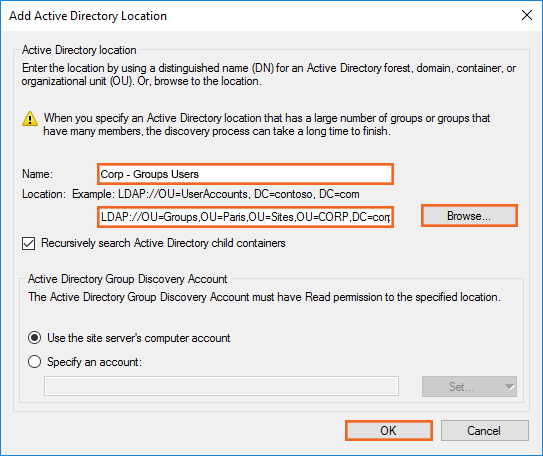 Add Active Directory Location
Active Directory location
Enter the location by using a distinguished name (DN) for an Active Directory forest, domain, container, or
organizational unit (OU). Or, browse to the location.
When you specify an Active Directory location that has a large number of groups or groups that
have many members, the discovery process can take a long time to finish.
Name:
Corp - Groups Users
Location: Example: LDAP://OU=UserAccounts, DC=contoso, DC=com
LDAP://OU=Groups,OU=Paris,OU=Sites,OU=CORP,DC=corp
Browse...
Recursively search Active Directory child containers
Active Directory Group Discovery Account
The Active Directory Group Discovery Account must have Read permission to the specified location.
Use the site server's computer account
Specify an account:
Set...
OK
Cancel